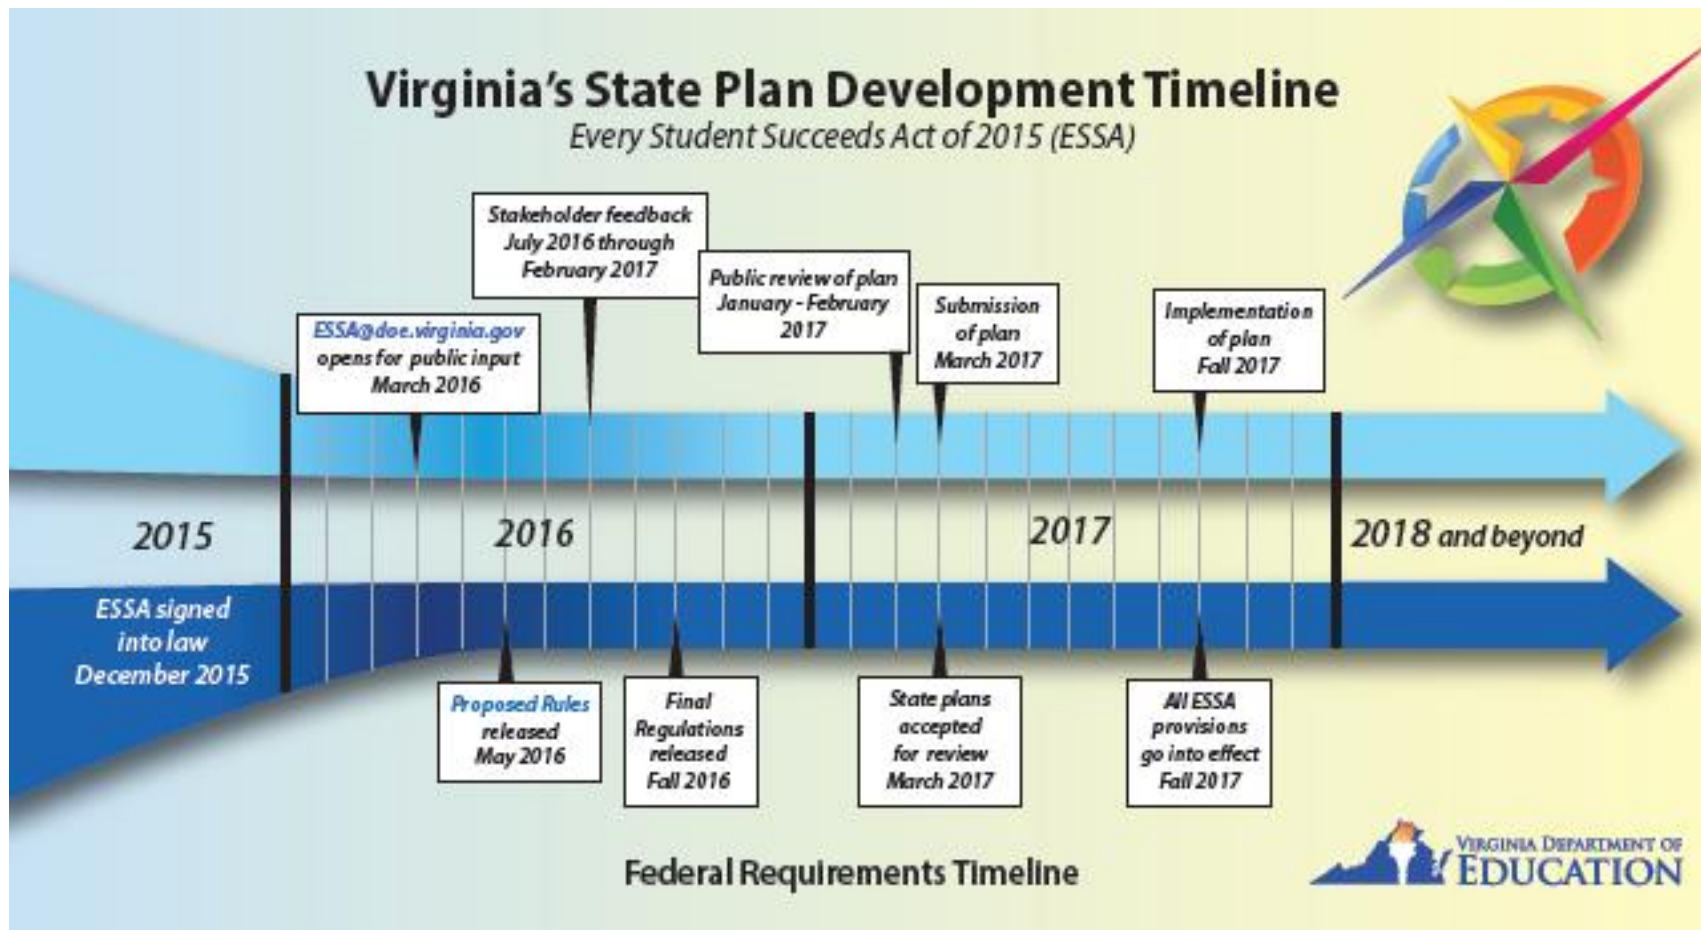 Virginia's State Plan Development Timeline
Every Student Succeeds Act of 2015 (ESSA)
Stakeholder feedback
July 2016 through
February 2017
Public review of plan
January - February
2017
Submission
of plan
March 2017
Implementation
of plan
Fall 2017
ESSA@doe.virginia.gov
opens for public input
March 2016
2015
2016
2017
2018 and beyond
ESSA signed
into law
December 2015
Proposed Rules
released
May 2016
Final
Regulations
released
Fall 2016
State plans
accepted
for review
March 2017
All ESSA
provisions
go into effect
Fall 2017
Federal Requirements Timeline
VIRGINIA DEPARTMENT OF
EDUCATION